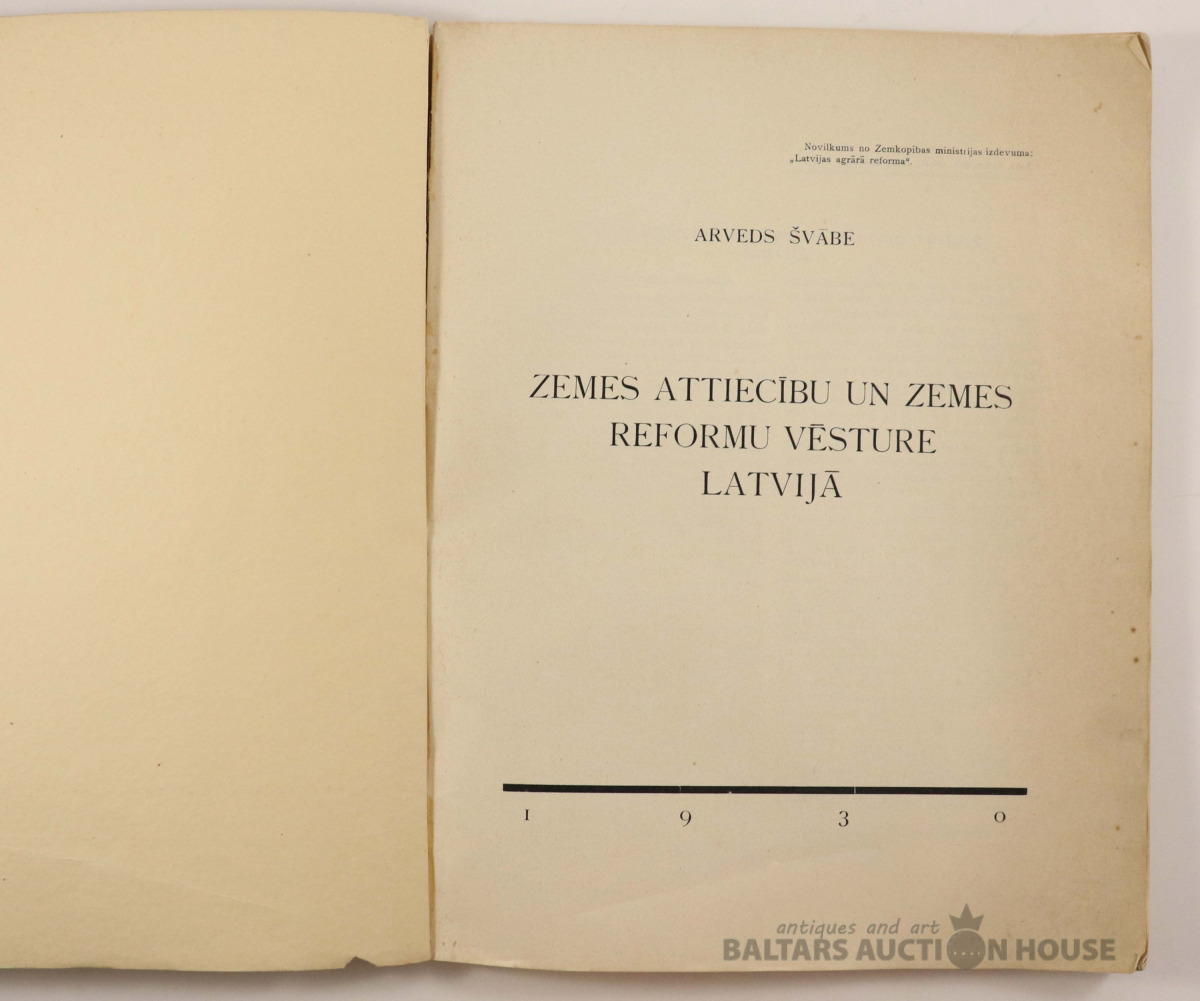 Novilkums no Zemkopības ministrijas izdevuma:
„Latvijas agrārā reforma“.
ARVEDS ŠVĀBE
ZEMES ATTIECĪBU UN ZEMES
REFORMU VĒSTURE
LATVIJĀ
1 9 3 0
antiques and art
BALTARS AUCTION HOUSE